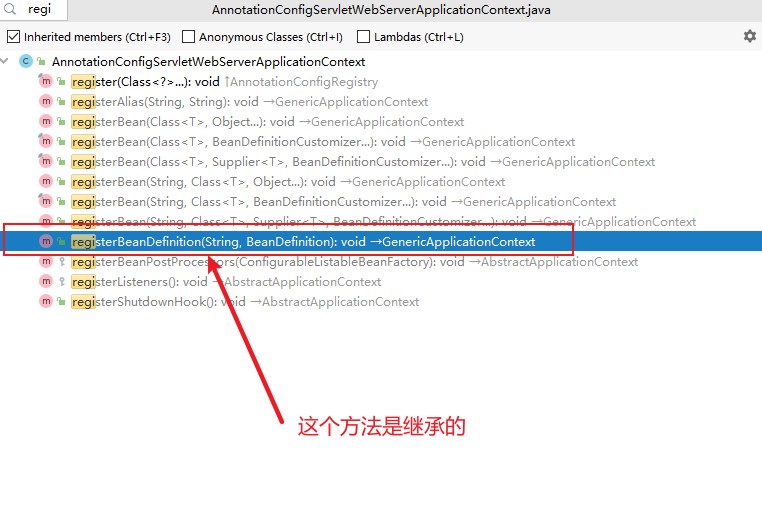 regi
AnnotationConfigServletWebServerApplicationContext.java
Inherited members (Ctrl+F3) Anonymous Classes (Ctrl+I) Lambdas (Ctrl+L)
AnnotationConfigServletWebServerApplicationContext
register(Class<?>...): void ↑AnnotationConfigRegistry
registerAlias(String, String): void →GenericApplicationContext
registerBean(Class<T>, Object...): void →GenericApplicationContext
registerBean(Class<T>, BeanDefinitionCustomizer...): void →GenericApplicationContext
registerBean(Class<T>, Supplier<T>, BeanDefinitionCustomizer...): void →GenericApplicationContext
registerBean(String, Class<T>, Object...): void →GenericApplicationContext
registerBean(String, Class<T>, BeanDefinitionCustomizer...): void →GenericApplicationContext
registerBean(String, Class<T>, Supplier<T>, BeanDefinitionCustomizer...): void →GenericApplicationContext
registerBeanDefinition(String, BeanDefinition): void →GenericApplicationContext
registerBeanPostProcessors(ConfigurableListableBeanFactory): void →AbstractApplicationContext
registerListeners(): void →AbstractApplicationContext
registerShutdownHook(): void →AbstractApplicationContext
这个方法是继承的